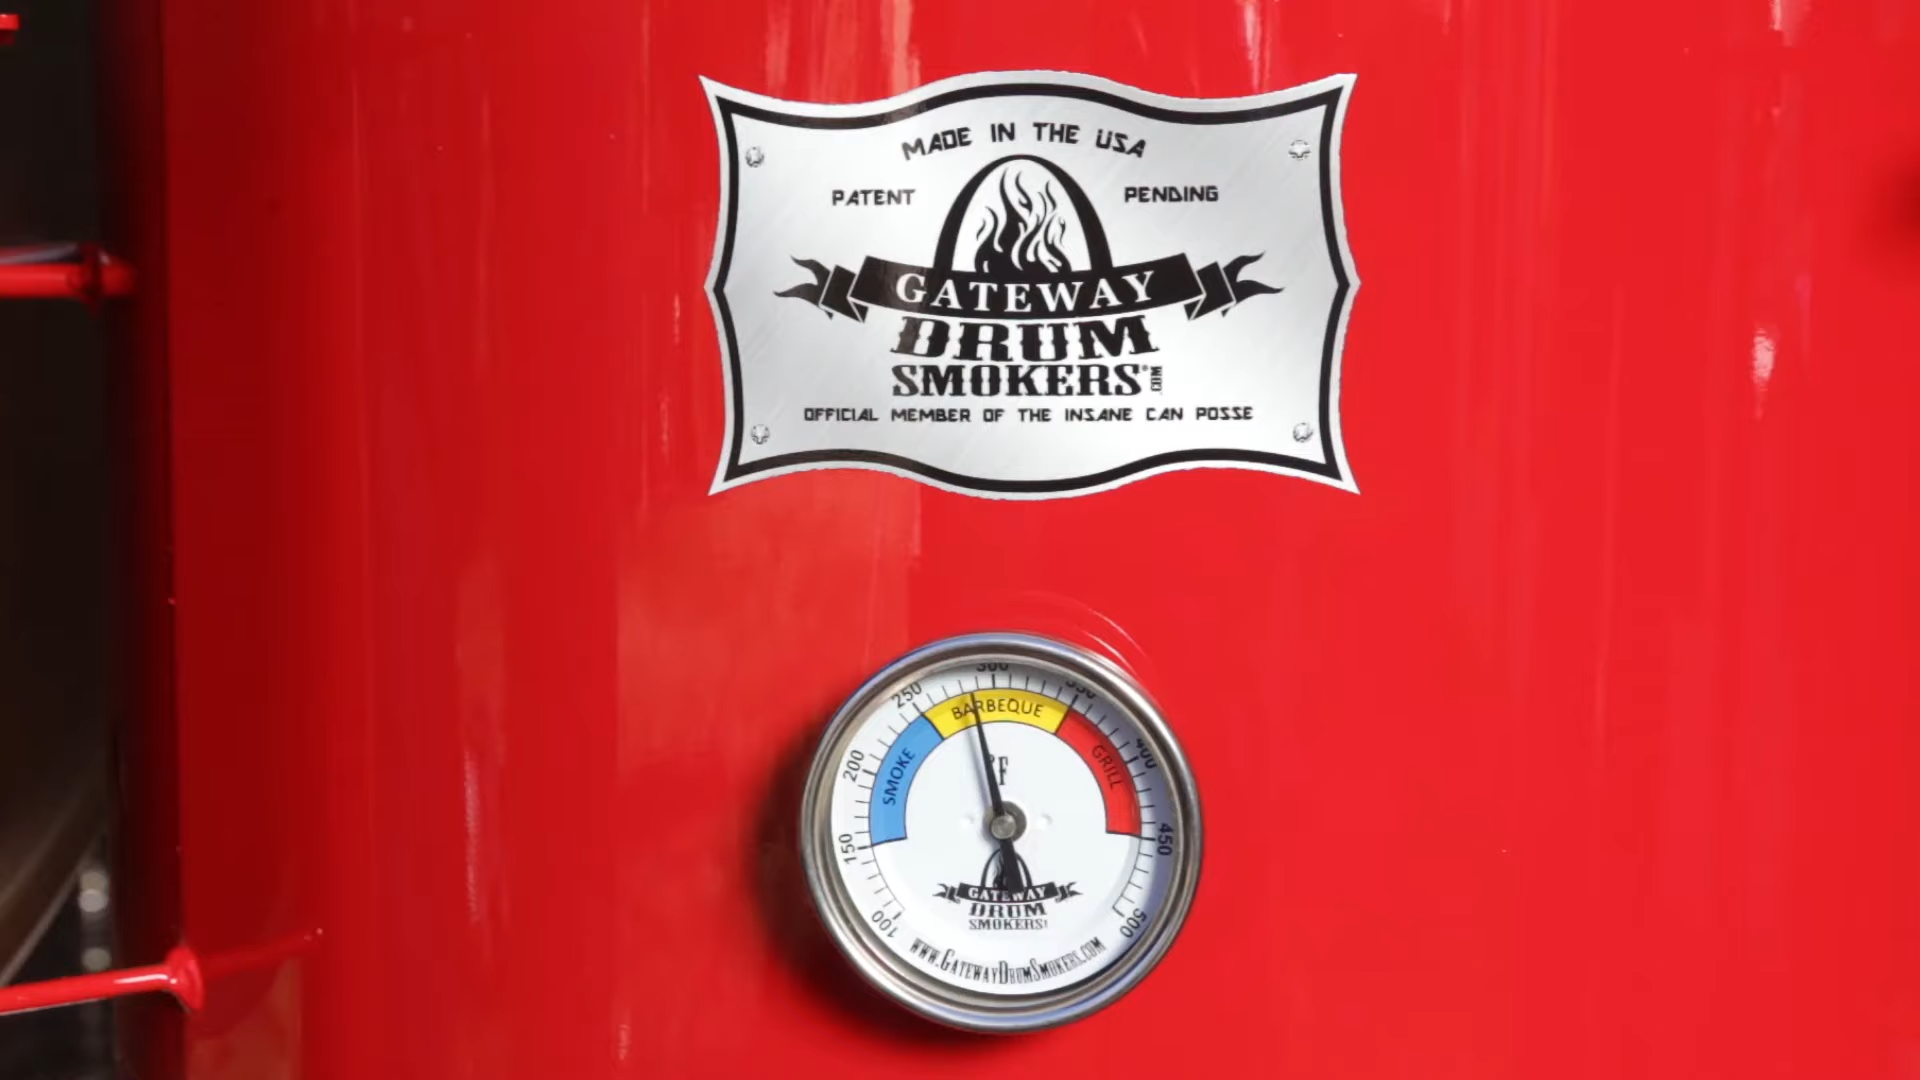 MADE IN THE USA
PATENT PENDING
GATEWAY
DRUM
SMOKERS®.COM
OFFICIAL MEMBER OF THE INSANE CAN POSSE
100 150 200 250 300 350 400 450 500
SMOKE BARBEQUE GRILL
°F
GATEWAY
DRUM
SMOKERS
www.GatewayDrumSmokers.com